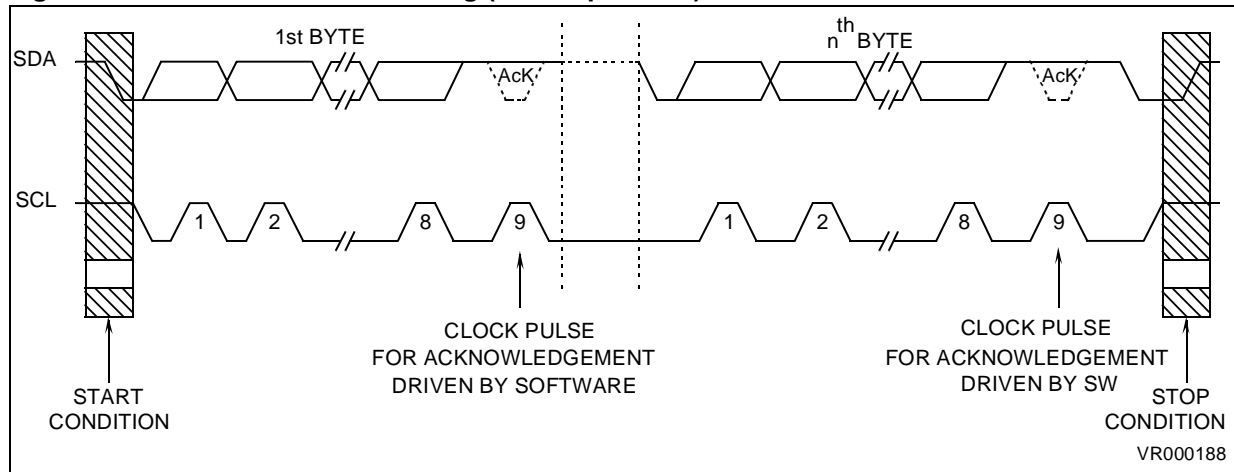 1st BYTE
nth BYTE
SDA
AcK
AcK
SCL
1
2
8
9
1
2
8
9
CLOCK PULSE
FOR ACKNOWLEDGEMENT
DRIVEN BY SOFTWARE
CLOCK PULSE
FOR ACKNOWLEDGEMENT
DRIVEN BY SW
START
CONDITION
STOP
CONDITION
VR000188